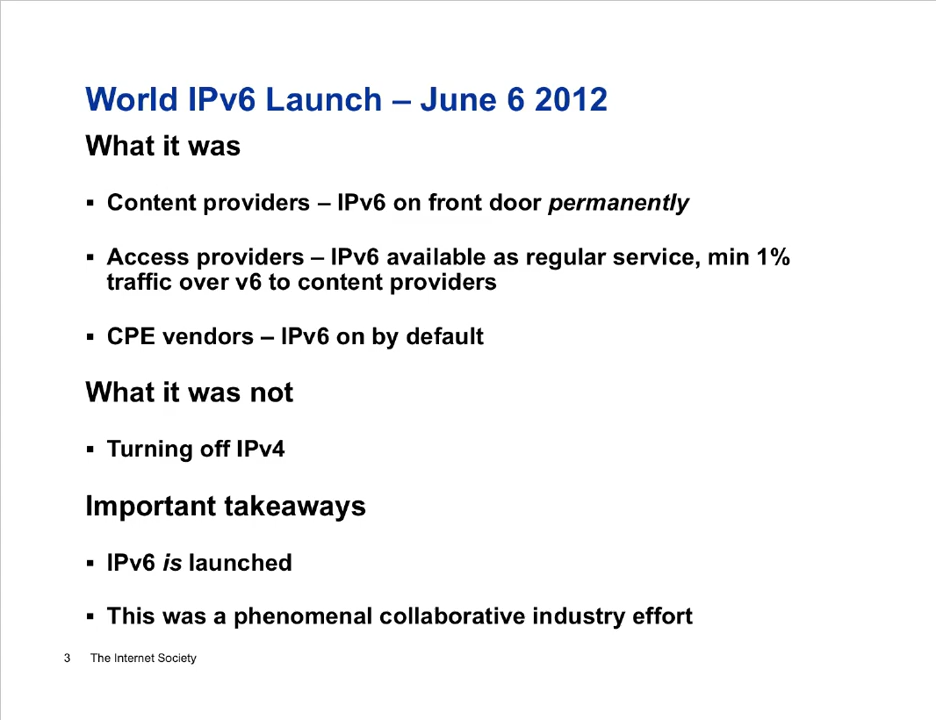 World IPv6 Launch – June 6 2012
What it was
▪ Content providers – IPv6 on front door permanently
▪ Access providers – IPv6 available as regular service, min 1%
traffic over v6 to content providers
▪ CPE vendors – IPv6 on by default
What it was not
▪ Turning off IPv4
Important takeaways
▪ IPv6 is launched
▪ This was a phenomenal collaborative industry effort
3 The Internet Society